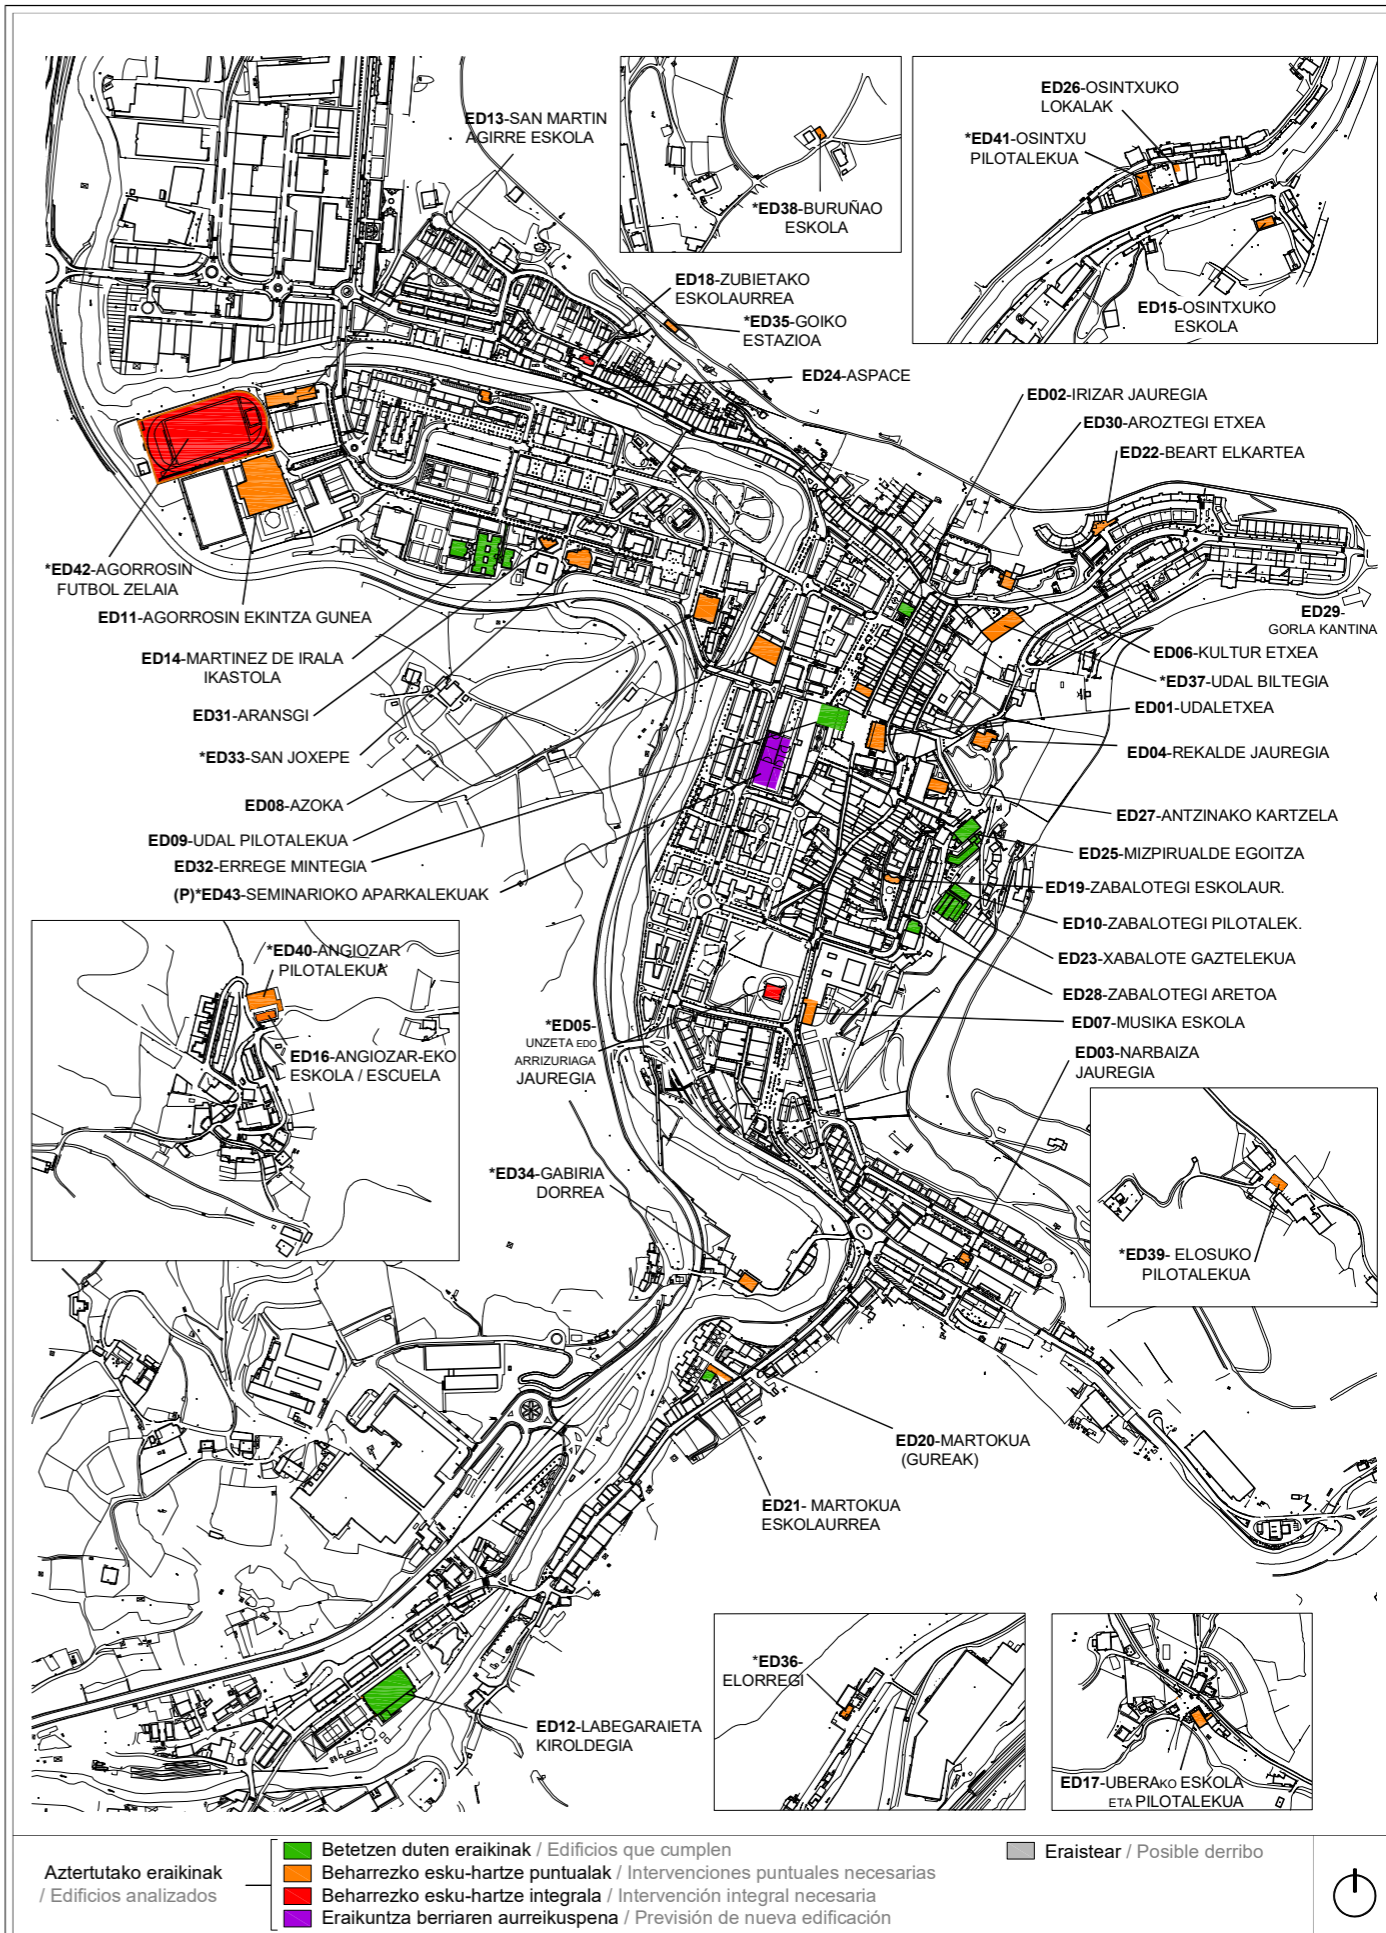 ED13-SAN MARTIN
AGIRRE ESKOLA
*ED38-BURUÑAO
ESKOLA
ED26-OSINTXUKO
LOKALAK
*ED41-OSINTXU
PILOTALEKUA
ED15-OSINTXUKO
ESKOLA
ED18-ZUBIETAKO
ESKOLAURREA
*ED35-GOIKO
ESTAZIOA
ED24-ASPACE
ED02-IRIZAR JAUREGIA
ED30-AROZTEGI ETXEA
ED22-BEART ELKARTEA
*ED42-AGORROSIN
FUTBOL ZELAIA
ED11-AGORROSIN EKINTZA GUNEA
ED14-MARTINEZ DE IRALA
IKASTOLA
ED31-ARANSGI
*ED33-SAN JOXEPE
ED08-AZOKA
ED09-UDAL PILOTALEKUA
ED32-ERREGE MINTEGIA
(P)*ED43-SEMINARIOKO APARKALEKUAK
ED29-
GORLA KANTINA
ED06-KULTUR ETXEA
*ED37-UDAL BILTEGIA
ED01-UDALETXEA
ED04-REKALDE JAUREGIA
ED27-ANTZINAKO KARTZELA
ED25-MIZPIRUALDE EGOITZA
ED19-ZABALOTEGI ESKOLAUR.
ED10-ZABALOTEGI PILOTALEK.
ED23-XABALOTE GAZTELEKUA
ED28-ZABALOTEGI ARETOA
ED07-MUSIKA ESKOLA
ED03-NARBAIZA
JAUREGIA
*ED40-ANGIOZAR
PILOTALEKUA
ED16-ANGIOZAR-EKO
ESKOLA / ESCUELA
*ED05-
UNZETA EDO
ARRIZURIAGA
JAUREGIA
*ED34-GABIRIA
DORREA
*ED39- ELOSUKO
PILOTALEKUA
ED20-MARTOKUA
(GUREAK)
ED21- MARTOKUA
ESKOLAURREA
ED12-LABEGARAIETA
KIROLDEGIA
*ED36-
ELORREGI
ED17-UBERAKO ESKOLA
ETA PILOTALEKUA
Aztertutako eraikinak
/ Edificios analizados
Betetzen duten eraikinak / Edificios que cumplen
Beharrezko esku-hartze puntualak / Intervenciones puntuales necesarias
Beharrezko esku-hartze integrala / Intervención integral necesaria
Eraikuntza berriaren aurreikuspena / Previsión de nueva edificación
Eraistear / Posible derribo